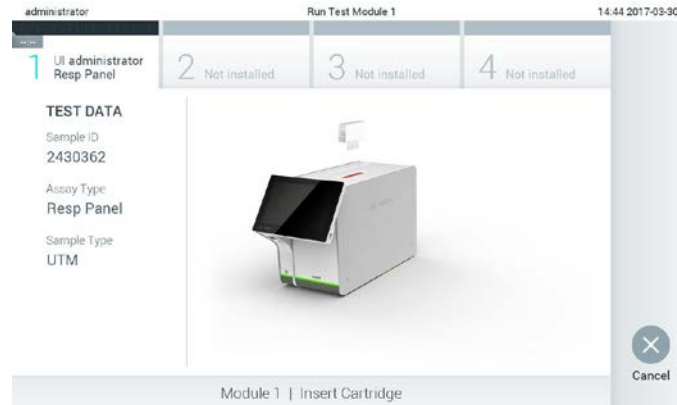 administrator
Run Test Module 1
14:44 2017-03-30
1 UI administrator
Resp Panel
2 Not installed
3 Not installed
4 Not installed
TEST DATA
Sample ID
2430362
Assay Type
Resp Panel
Sample Type
UTM
Cancel
Module 1 | Insert Cartridge